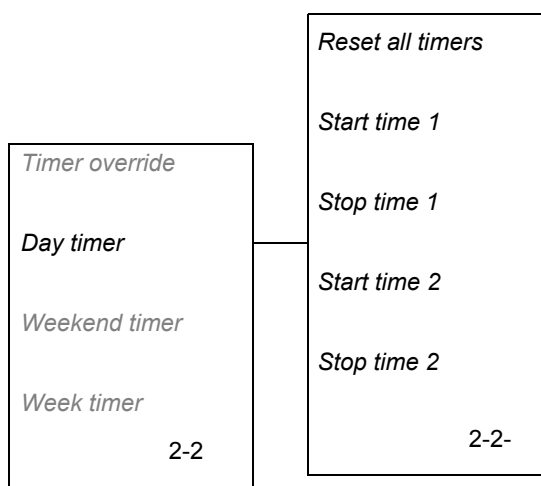 Timer override
Day timer
Weekend timer
Week timer
2-2
Reset all timers
Start time 1
Stop time 1
Start time 2
Stop time 2
2-2-